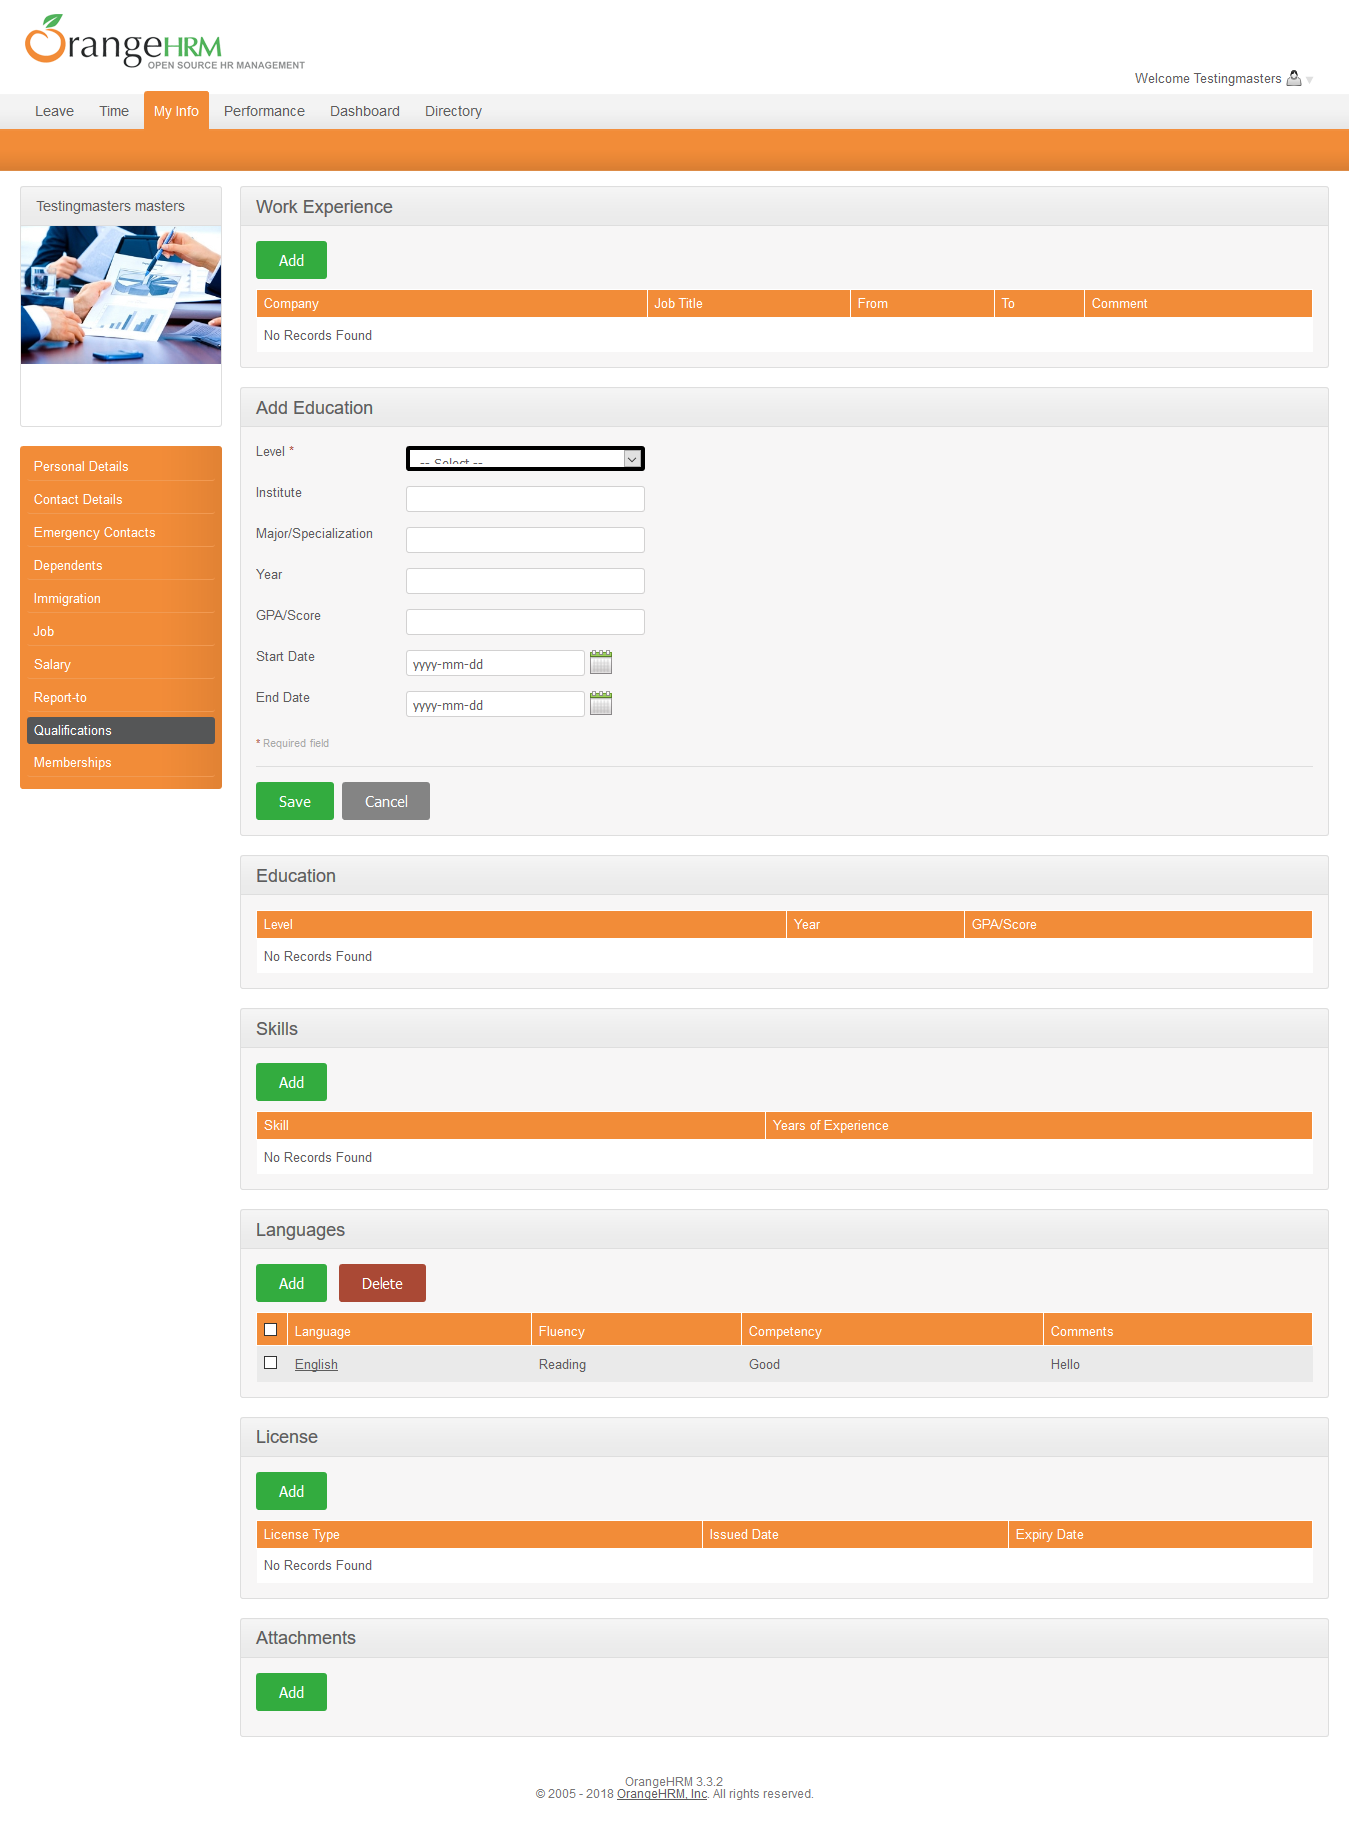 OrangeHRM
OPEN SOURCE HR MANAGEMENT
Welcome Testingmasters
Leave Time My Info Performance Dashboard Directory
Testingmasters masters
Personal Details
Contact Details
Emergency Contacts
Dependents
Immigration
Job
Salary
Report-to
Qualifications
Memberships
Work Experience
Add
Company Job Title From To Comment
No Records Found
Add Education
Level *
-- Select --
Institute
Major/Specialization
Year
GPA/Score
Start Date yyyy-mm-dd
End Date yyyy-mm-dd
* Required field
Save Cancel
Education
Level Year GPA/Score
No Records Found
Skills
Add
Skill Years of Experience
No Records Found
Languages
Add Delete
Language Fluency Competency Comments
English Reading Good Hello
License
Add
License Type Issued Date Expiry Date
No Records Found
Attachments
Add
OrangeHRM 3.3.2
© 2005 - 2018 OrangeHRM, Inc. All rights reserved.